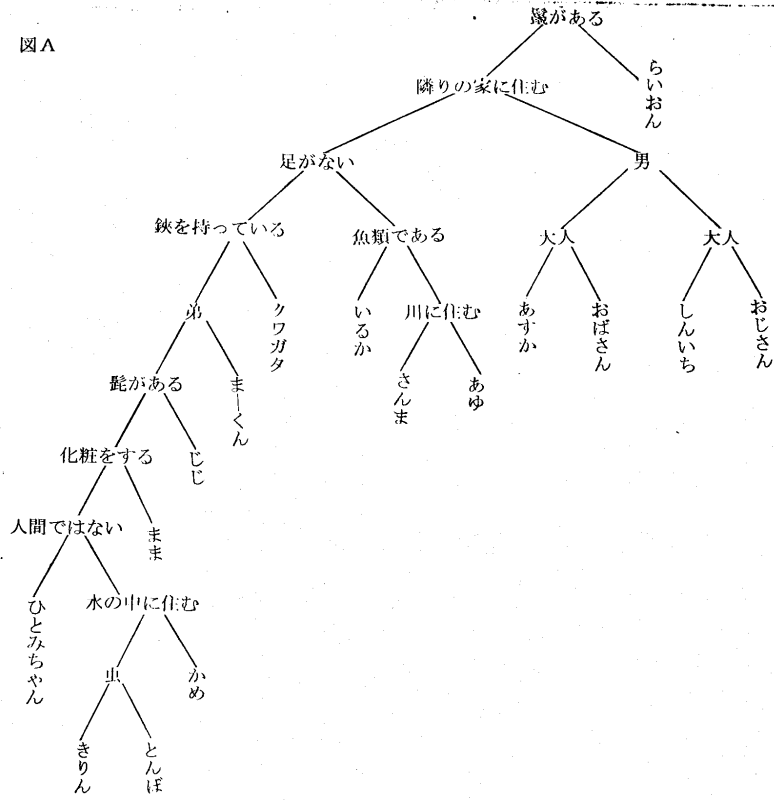 図A
鬣がある
隣りの家に住む
らいおん
足がない
男
鋏を持っている
魚類である
大人
大人
弟
クワガタ
いるか
川に住む
あすか
おばさん
しんいち
おじさん
髭がある
まーくん
さんま
あゆ
化粧をする
じじ
人間ではない
まま
ひとみちゃん
水の中に住む
虫
かめ
きりん
とんぼ